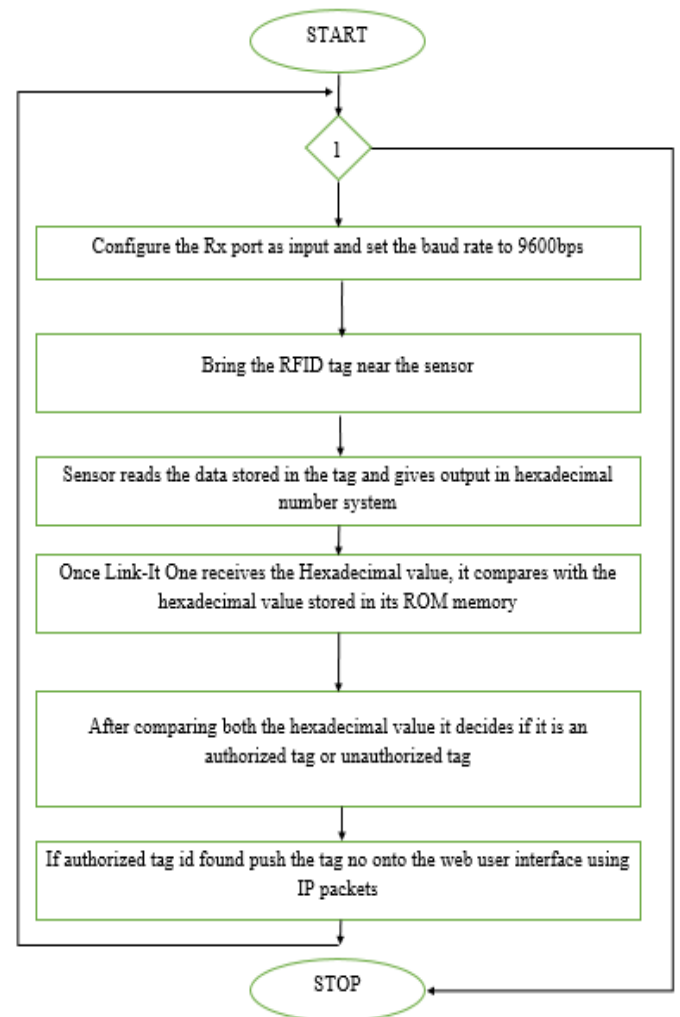 START
1
Configure the Rx port as input and set the baud rate to 9600bps
Bring the RFID tag near the sensor
Sensor reads the data stored in the tag and gives output in hexadecimal
number system
Once Link-It One receives the Hexadecimal value, it compares with the
hexadecimal value stored in its ROM memory
After comparing both the hexadecimal value it decides if it is an
authorized tag or unauthorized tag
If authorized tag id found push the tag no onto the web user interface using
IP packets
STOP